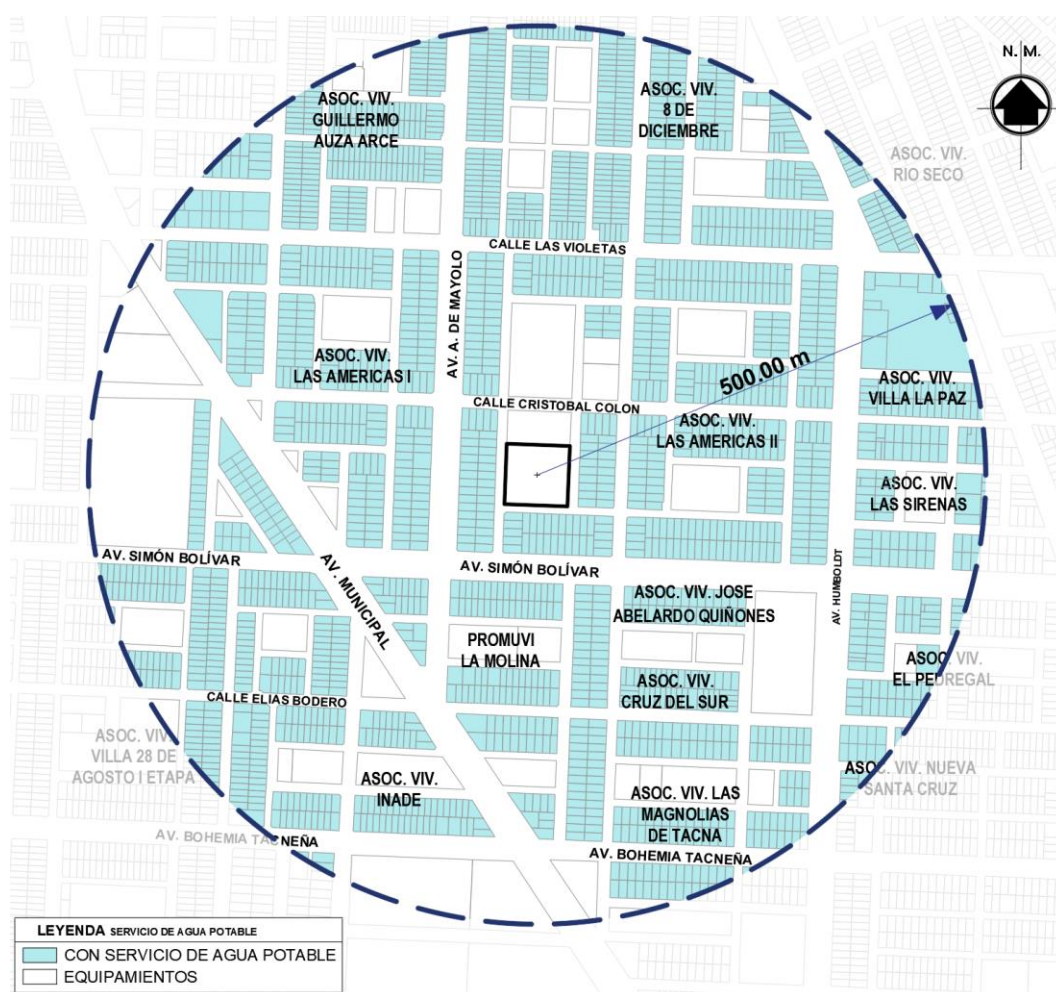 N. M.
ASOC. VIV.
GUILLERMO
AUZA ARCE
ASOC. VIV.
8 DE
DICIEMBRE
ASOC. VIV.
RIO SECO
CALLE LAS VIOLETAS
AV. A. DE MAYOLO
ASOC. VIV.
LAS AMERICAS I
500.00 m
ASOC. VIV.
VILLA LA PAZ
CALLE CRISTOBAL COLON
ASOC. VIV.
LAS AMERICAS II
ASOC. VIV.
LAS SIRENAS
AV. SIMÓN BOLÍVAR
AV. MUNICIPAL
AV. SIMÓN BOLÍVAR
AV. HUMBOLDT
ASOC. VIV. JOSE
ABELARDO QUIÑONES
PROMUVI
LA MOLINA
ASOC. VIV.
EL PEDREGAL
ASOC. VIV.
CRUZ DEL SUR
CALLE ELIAS BODERO
ASOC. VIV.
VILLA 28 DE
AGOSTO I ETAPA
ASOC. VIV.
INADE
ASOC. VIV. NUEVA
SANTA CRUZ
ASOC. VIV. LAS
MAGNOLIAS
DE TACNA
AV. BOHEMIA TACNEÑA
AV. BOHEMIA TACNEÑA
LEYENDA SERVICIO DE AGUA POTABLE
CON SERVICIO DE AGUA POTABLE
EQUIPAMIENTOS